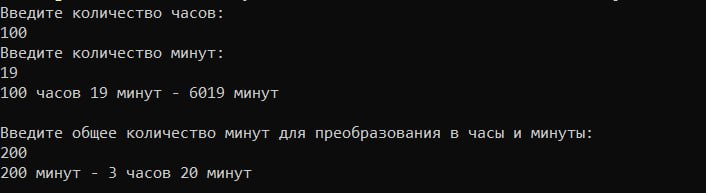 Введите количество часов:
100
Введите количество минут:
19
100 часов 19 минут - 6019 минут
Введите общее количество минут для преобразования в часы и минуты:
200
200 минут - 3 часов 20 минут